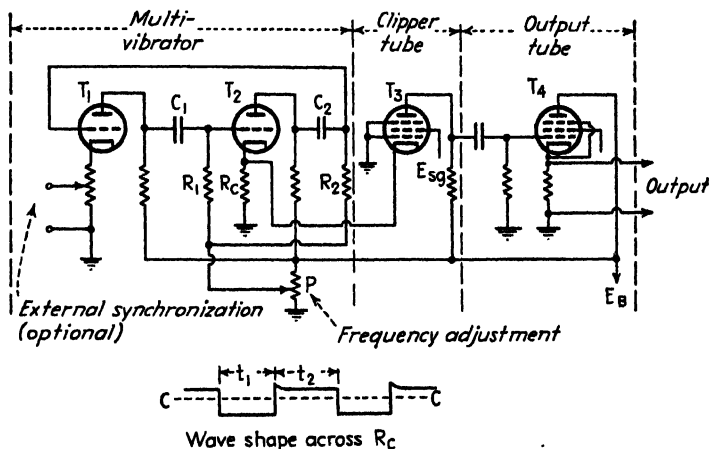 Multi-
vibrator
Clipper
tube
Output
tube
T1
C1
T2
C2
T3
T4
R1
RC
R2
Esg
Output
P
EB
External synchronization
(optional)
Frequency adjustment
t1
t2
C
C
Wave shape across RC